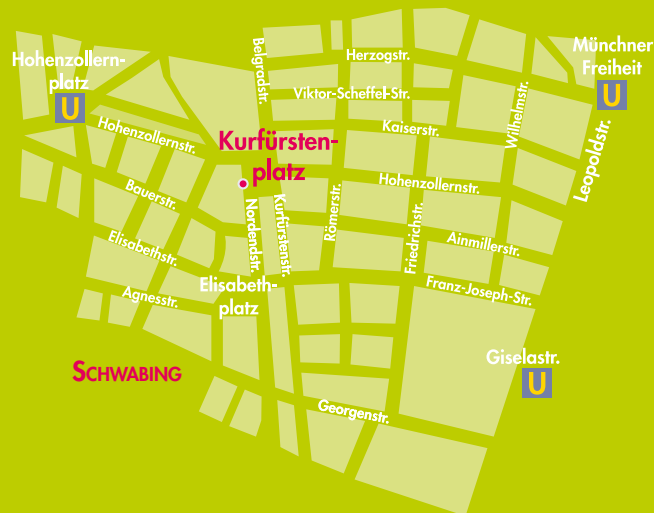 Hohenzollern-
platz
U
Belgradstr.
Herzogstr.
Münchner
Freiheit
U
Viktor-Scheffel-Str.
Wilhelmstr.
Hohenzollernstr.
Kurfürsten-
platz
Kaiserstr.
Leopoldstr.
Bauerstr.
Hohenzollernstr.
Nordendstr.
Kurfürstenstr.
Römerstr.
Friedrichstr.
Elisabethstr.
Ainmillerstr.
Agnesstr.
Elisabeth-
platz
Franz-Joseph-Str.
SCHWABING
Giselastr.
U
Georgenstr.